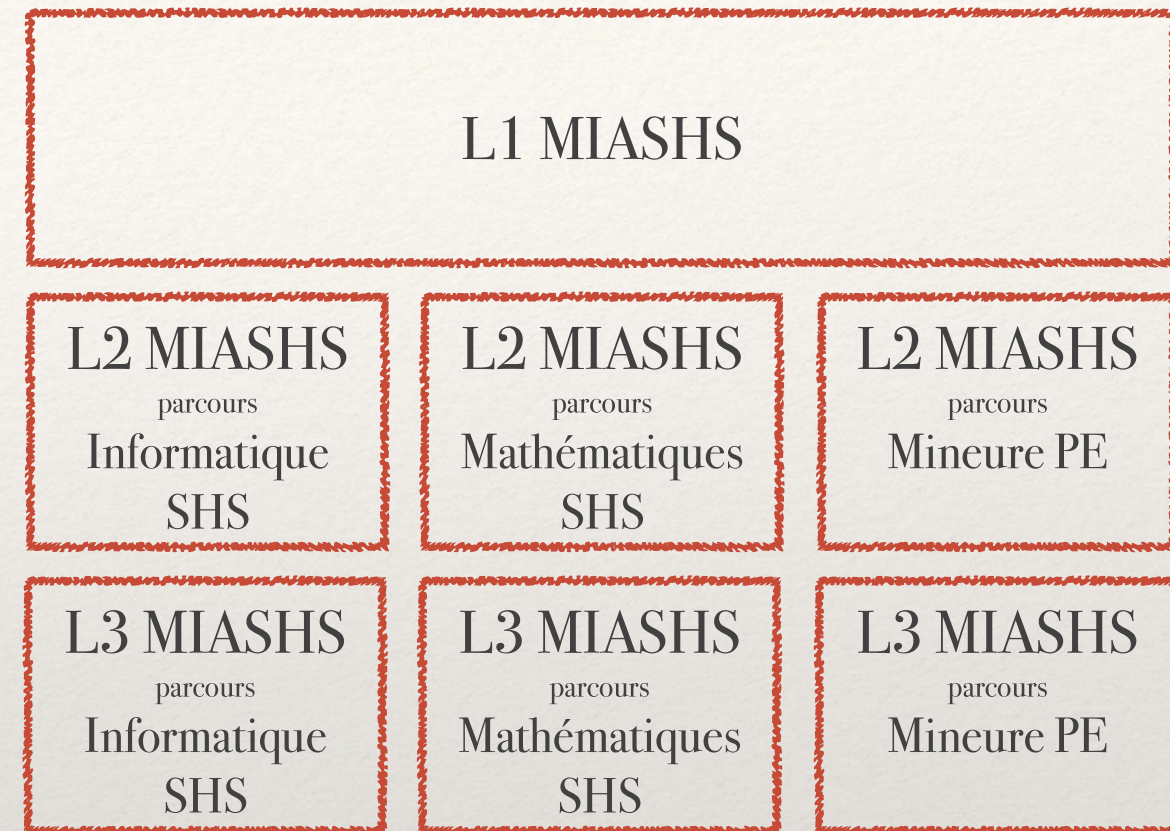 L1 MIASHS
L2 MIASHS
parcours
Informatique
SHS
L2 MIASHS
parcours
Mathématiques
SHS
L2 MIASHS
parcours
Mineure PE
L3 MIASHS
parcours
Informatique
SHS
L3 MIASHS
parcours
Mathématiques
SHS
L3 MIASHS
parcours
Mineure PE